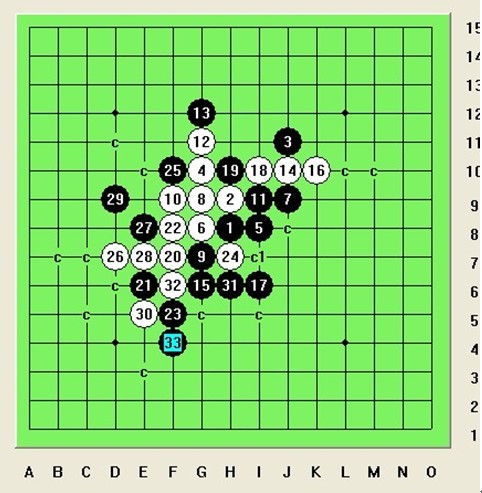 15
14
13
13 12
c 12 3 11
c 25 4 19 18 14 16 c c 10
29 10 8 2 11 7 9
27 22 6 1 5 c 8
c c 26 28 20 9 24 c1 7
c 21 32 15 31 17 6
c 30 23 c c 5
33 4
c 3
2
1
A B C D E F G H I J K L M N O